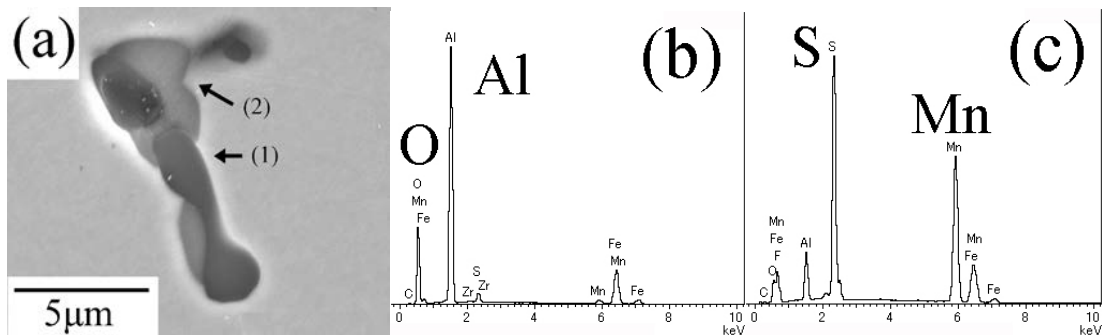 (a)
(2)
(1)
5μm
(b)
Al
Al
O
O
Mn
Fe
C
Zr
S
Zr
Mn
Fe
Mn
Fe
0 2 4 6 8 10
keV
(c)
S
S
Mn
Mn
Mn
Fe
F
O
C
Al
Mn
Fe
Fe
0 2 4 6 8 10
keV